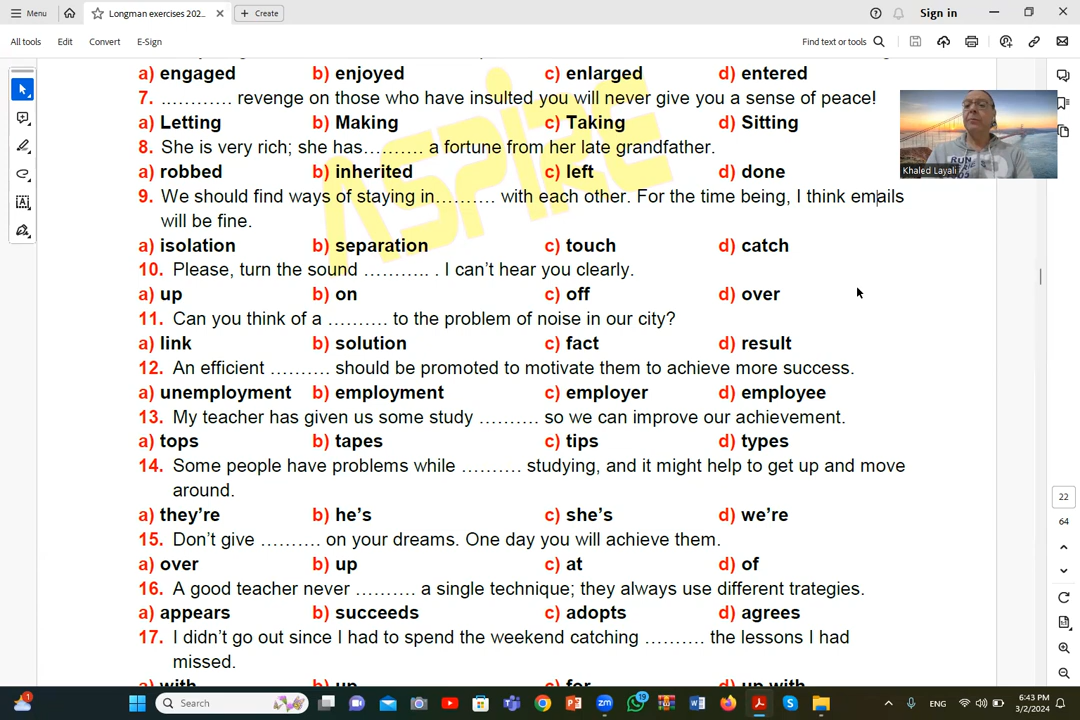 Menu
Longman exercises 202...
Create
Sign in
All tools
Edit
Convert
E-Sign
Find text or tools
a) engaged b) enjoyed c) enlarged d) entered
7. ………… revenge on those who have insulted you will never give you a sense of peace!
a) Letting b) Making c) Taking d) Sitting
8. She is very rich; she has………. a fortune from her late grandfather.
a) robbed b) inherited c) left d) done
9. We should find ways of staying in………. with each other. For the time being, I think emails
will be fine.
a) isolation b) separation c) touch d) catch
10. Please, turn the sound ……….. . I can’t hear you clearly.
a) up b) on c) off d) over
11. Can you think of a ………. to the problem of noise in our city?
a) link b) solution c) fact d) result
12. An efficient ………. should be promoted to motivate them to achieve more success.
a) unemployment b) employment c) employer d) employee
13. My teacher has given us some study ………. so we can improve our achievement.
a) tops b) tapes c) tips d) types
14. Some people have problems while ………. studying, and it might help to get up and move
around.
a) they’re b) he’s c) she’s d) we’re
15. Don’t give ………. on your dreams. One day you will achieve them.
a) over b) up c) at d) of
16. A good teacher never ………. a single technique; they always use different trategies.
a) appears b) succeeds c) adopts d) agrees
17. I didn’t go out since I had to spend the weekend catching ………. the lessons I had
missed.
a) with b) up c) for d) up with
ASPIRE
RUN
Khaled Layali
22
64
1
Search
19
ENG
6:43 PM
3/2/2024